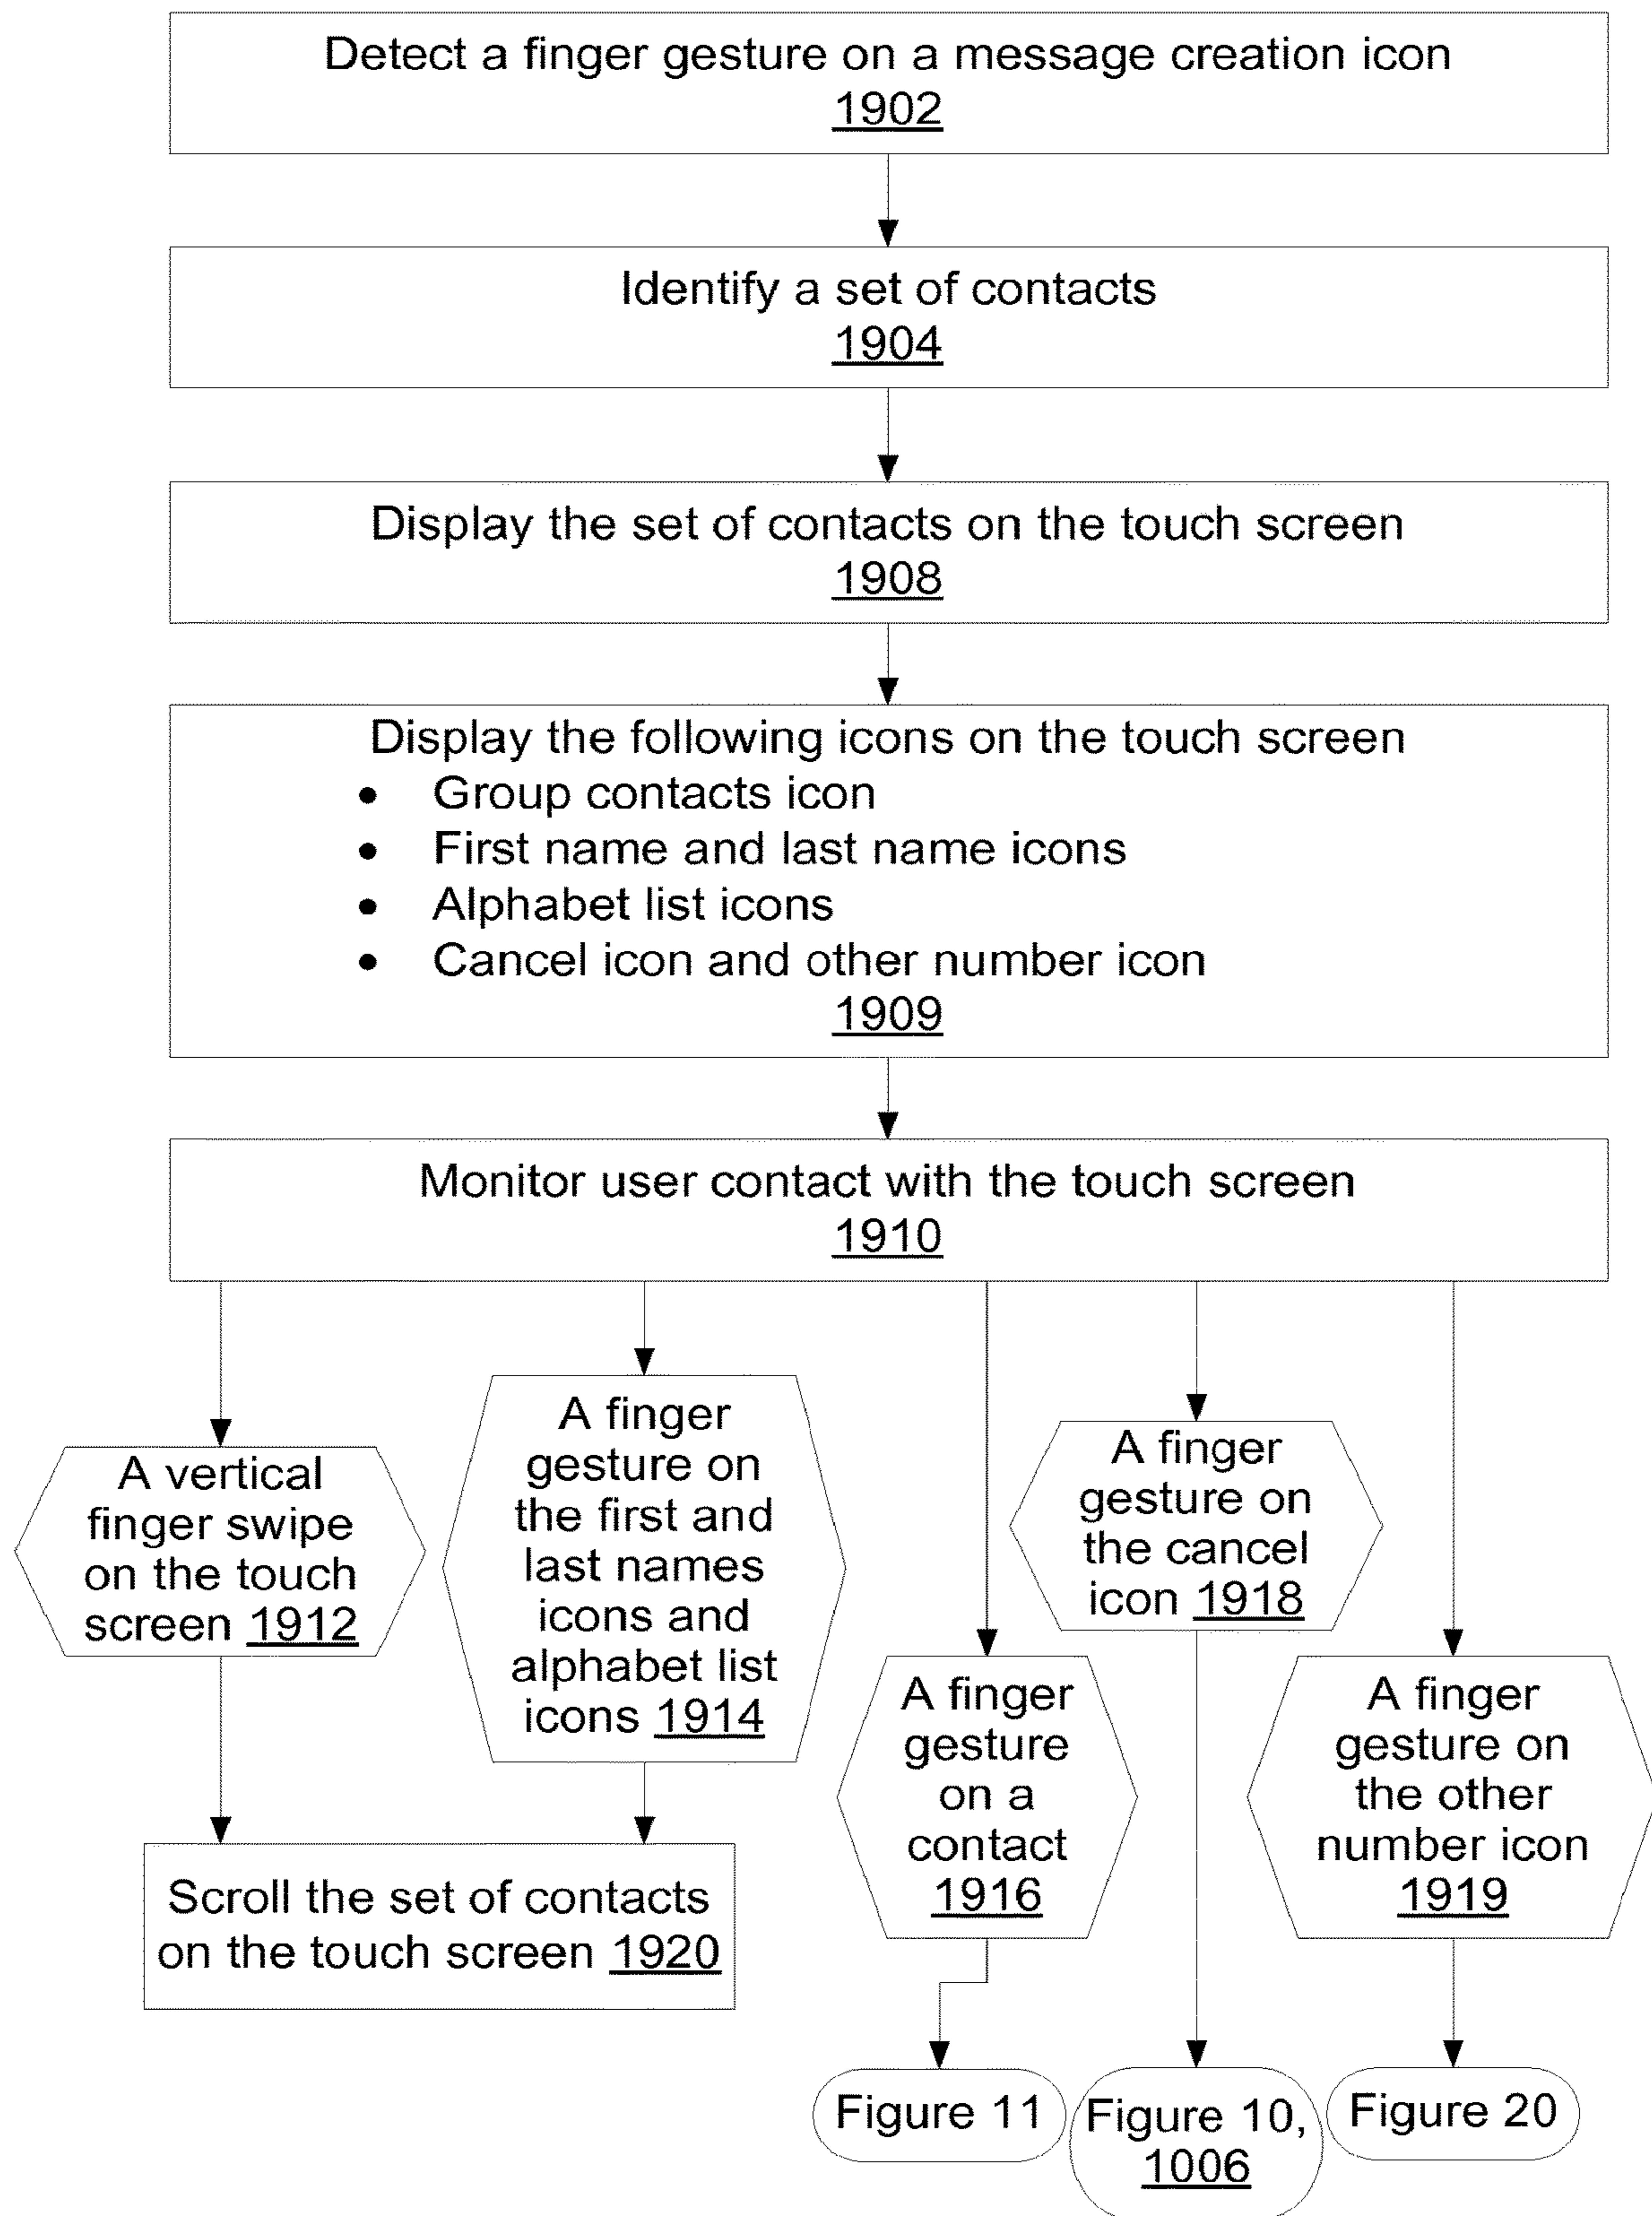 Detect a finger gesture on a message creation icon
1902
Identify a set of contacts
1904
Display the set of contacts on the touch screen
1908
Display the following icons on the touch screen
• Group contacts icon
• First name and last name icons
• Alphabet list icons
• Cancel icon and other number icon
1909
Monitor user contact with the touch screen
1910
A vertical
finger swipe
on the touch
screen 1912
A finger
gesture on
the first and
last names
icons and
alphabet list
icons 1914
A finger
gesture
on a
contact
1916
A finger
gesture on
the cancel
icon 1918
A finger
gesture on
the other
number icon
1919
Scroll the set of contacts
on the touch screen 1920
Figure 11
Figure 10,
1006
Figure 20